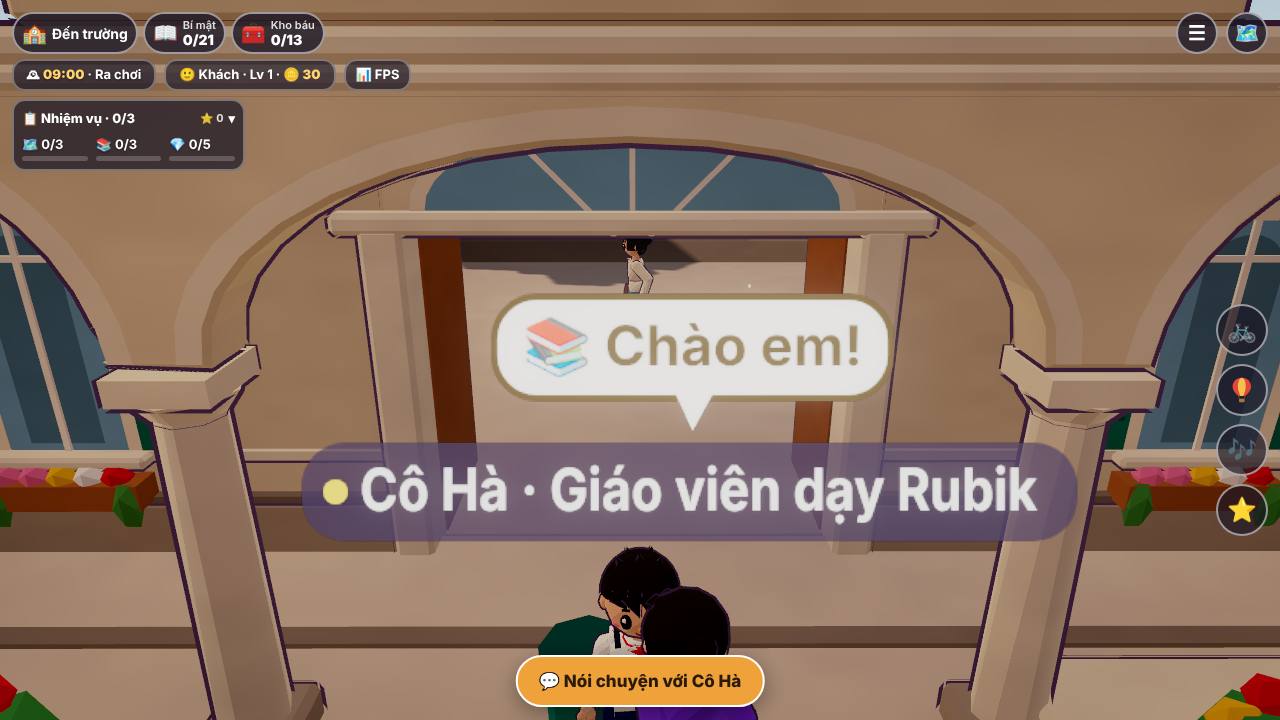 Đến trường
Bí mật
0/21
Kho báu
0/13
09:00 · Ra chơi
Khách · Lv 1 · 30
FPS
Nhiệm vụ · 0/3
0 ▾
0/3
0/3
0/5
Chào em!
Cô Hà · Giáo viên dạy Rubik
Nói chuyện với Cô Hà